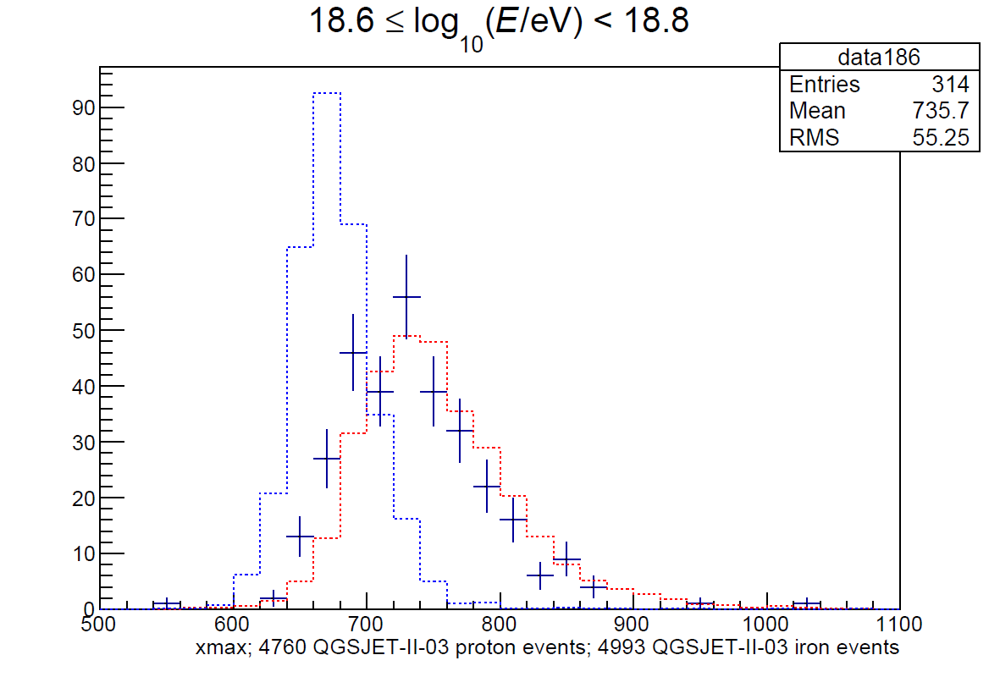 18.6 ≤ log10(E/eV) < 18.8
data186
Entries 314
Mean 735.7
RMS 55.25
90
80
70
60
50
40
30
20
10
0
500 600 700 800 900 1000 1100
xmax; 4760 QGSJET-II-03 proton events; 4993 QGSJET-II-03 iron events